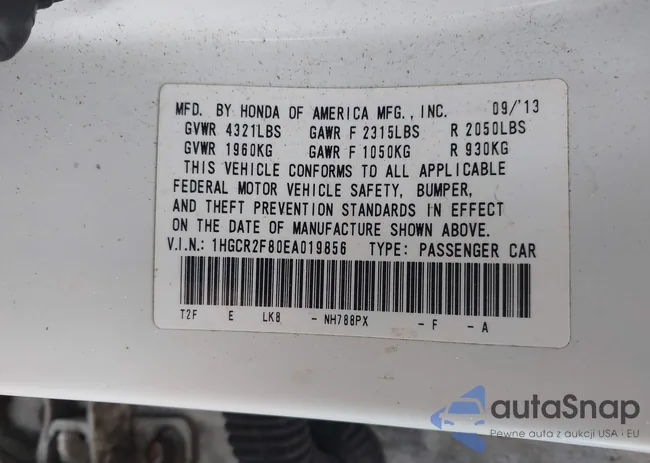 MFD. BY HONDA OF AMERICA MFG., INC. 09/'13
GVWR 4321LBS GAWR F 2315LBS R 2050LBS
GVWR 1960KG GAWR F 1050KG R 930KG
THIS VEHICLE CONFORMS TO ALL APPLICABLE
FEDERAL MOTOR VEHICLE SAFETY, BUMPER,
AND THEFT PREVENTION STANDARDS IN EFFECT
ON THE DATE OF MANUFACTURE SHOWN ABOVE.
V.I.N.: 1HGCR2F80EA019856 TYPE: PASSENGER CAR
T2F E LK8 - NH788PX - F - A
autoSnap
Pewne auta z aukcji USA i EU